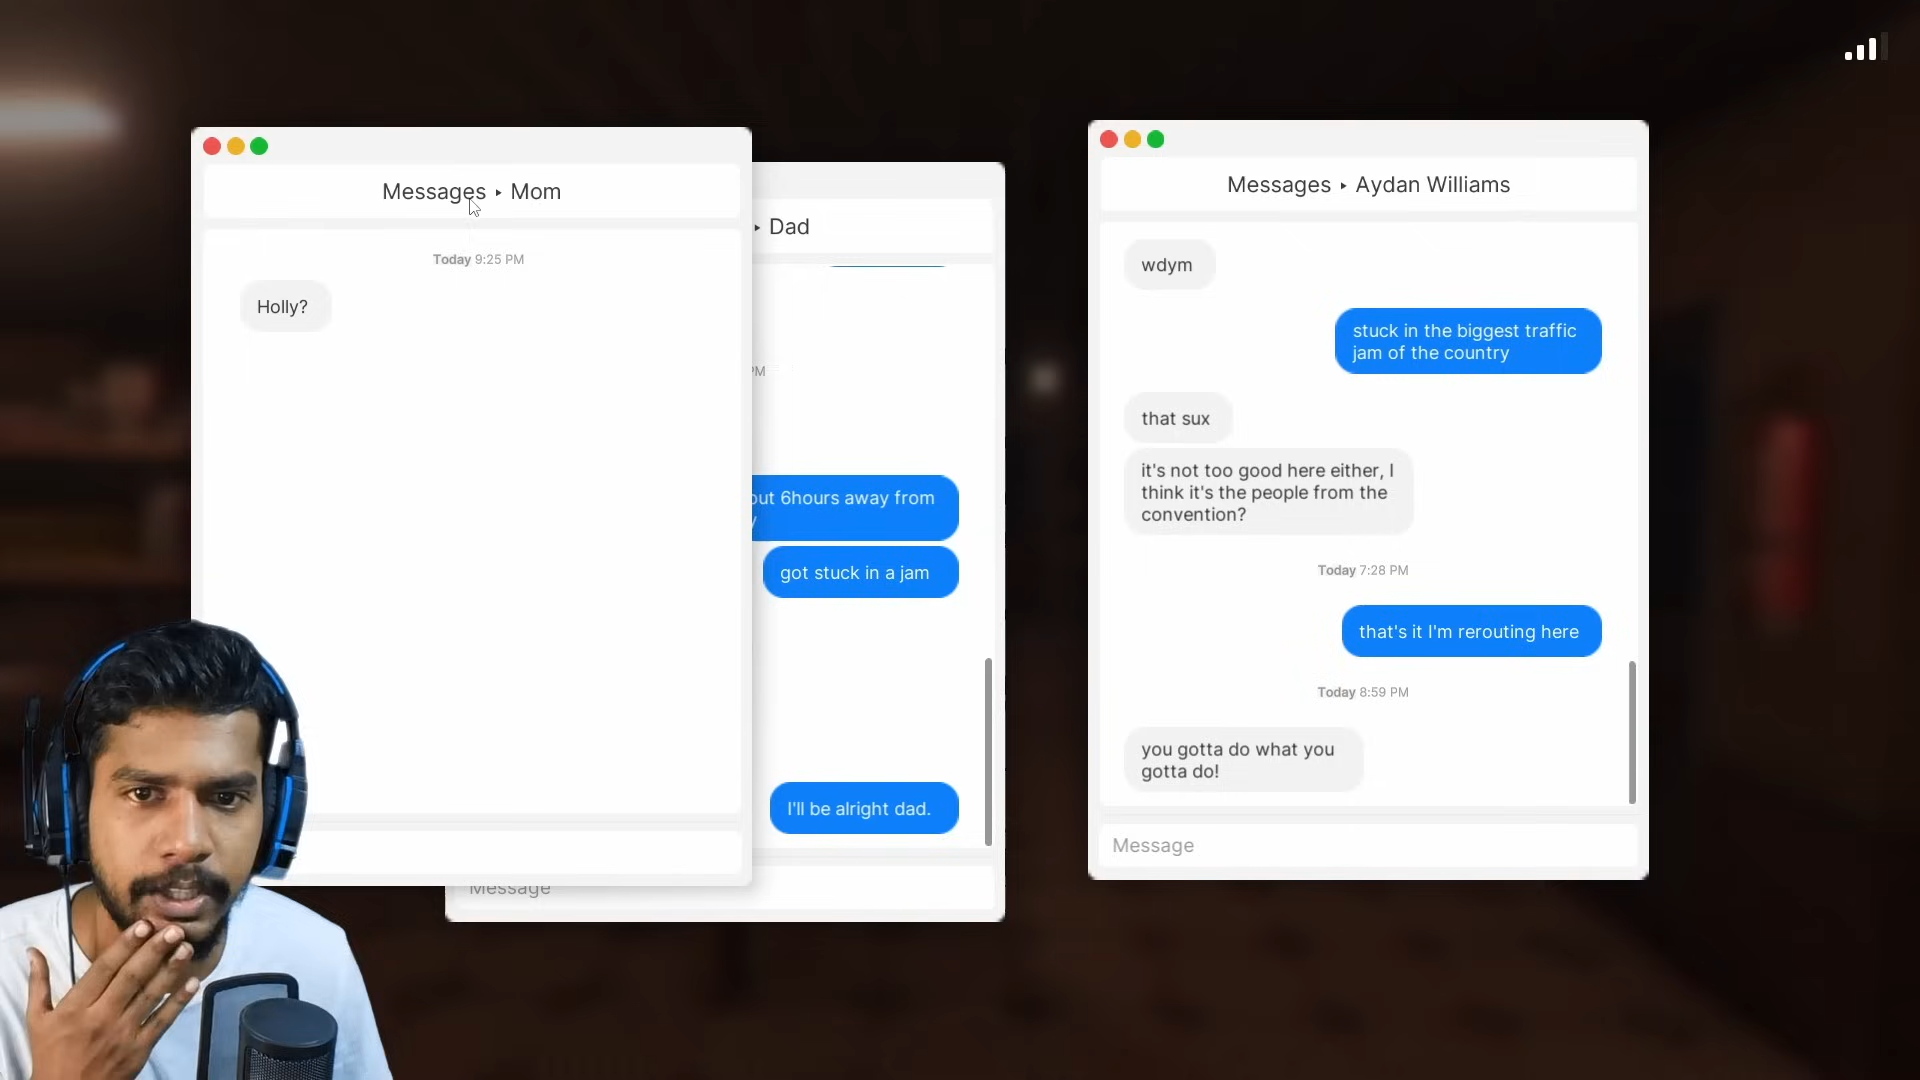 Messages ▸ Mom
Today 9:25 PM
Holly?
▸ Dad
PM
out 6hours away from
got stuck in a jam
I'll be alright dad.
Message
Messages ▸ Aydan Williams
wdym
stuck in the biggest traffic
jam of the country
that sux
it's not too good here either, I
think it's the people from the
convention?
Today 7:28 PM
that's it I'm rerouting here
Today 8:59 PM
you gotta do what you
gotta do!
Message